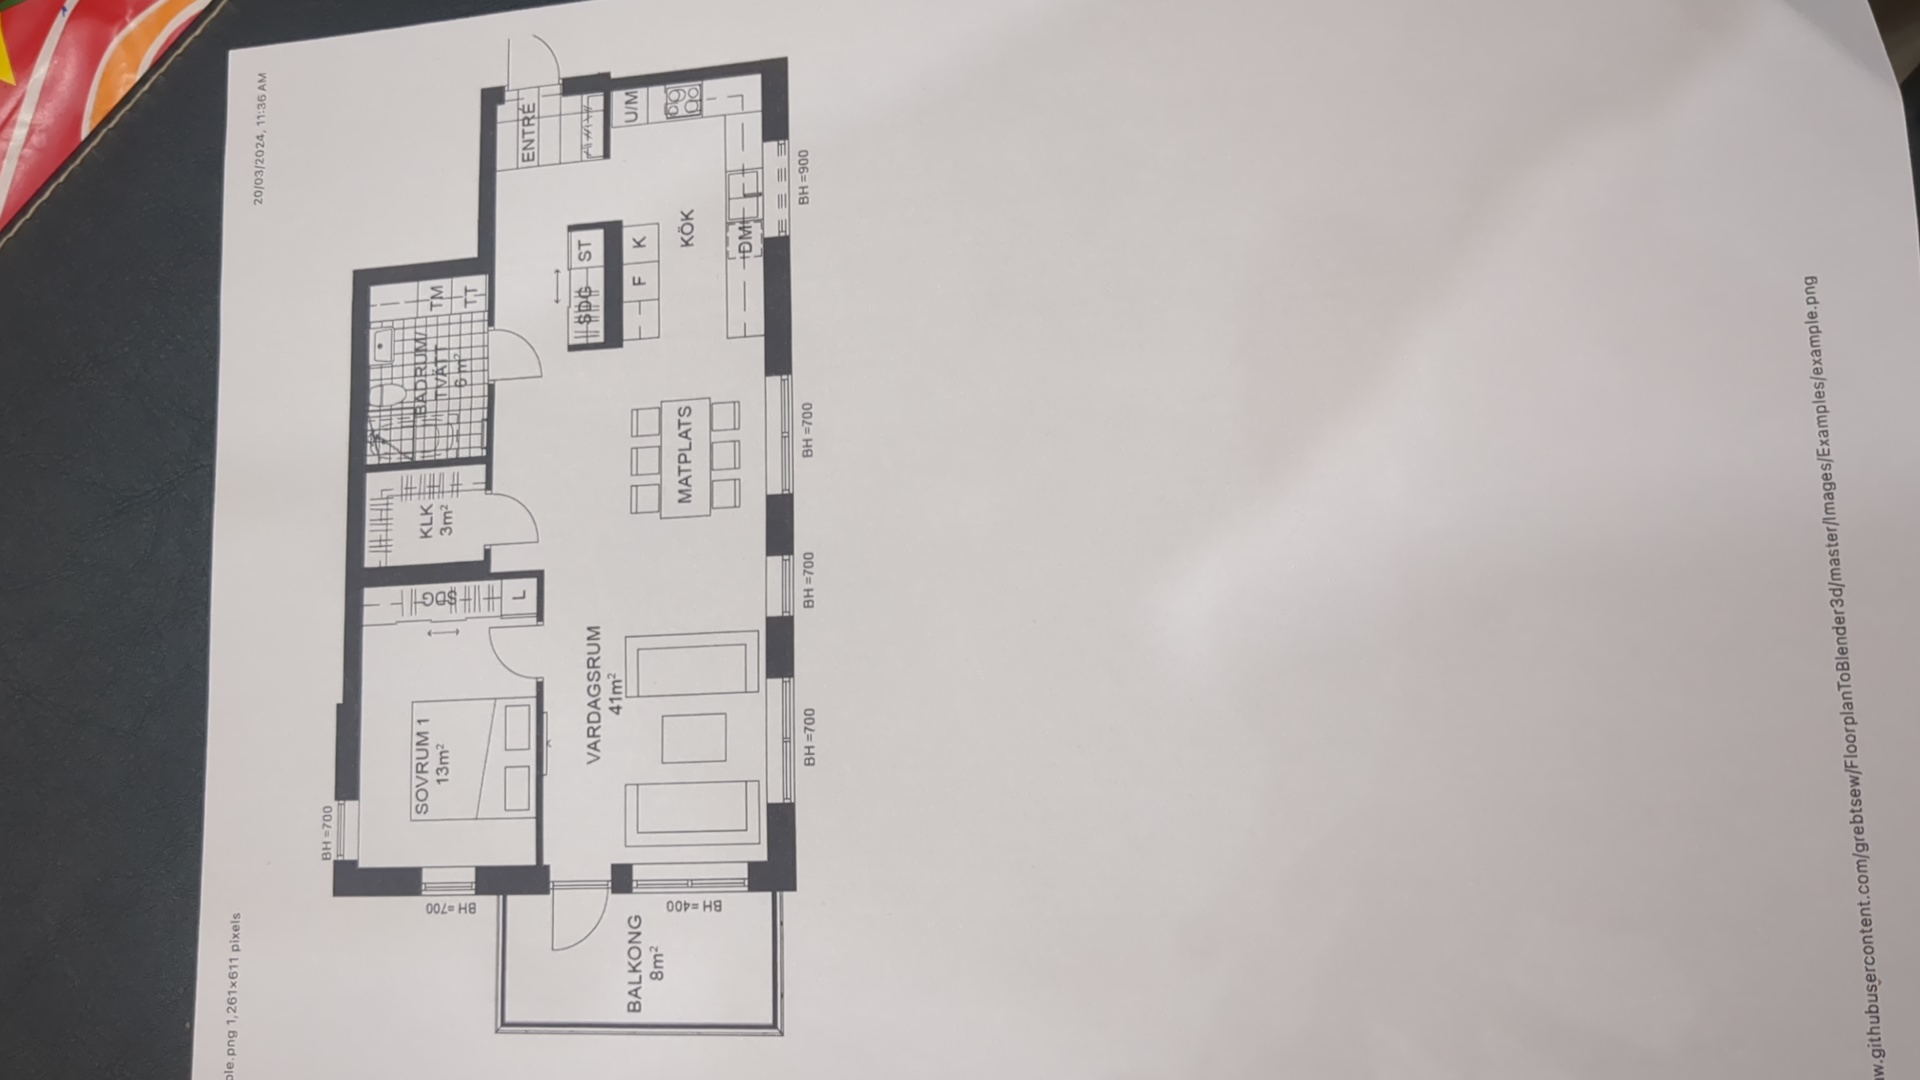 ple.png 1,261×611 pixels
20/03/2024, 11:36 AM
BH =700
BH =700
SOVRUM 1
13m²
SDG
L
KLK
3m²
BADRUM/
TVÄTT
6 m²
TM
TT
ENTRÉ
BALKONG
8m²
BH =400
VARDAGSRUM
41m²
MATPLATS
SDG
ST
F
K
U/M
KÖK
DM
BH =700
BH =700
BH =700
BH =900
aw.githubusercontent.com/grebtsew/FloorplanToBlender3d/master/Images/Examples/example.png